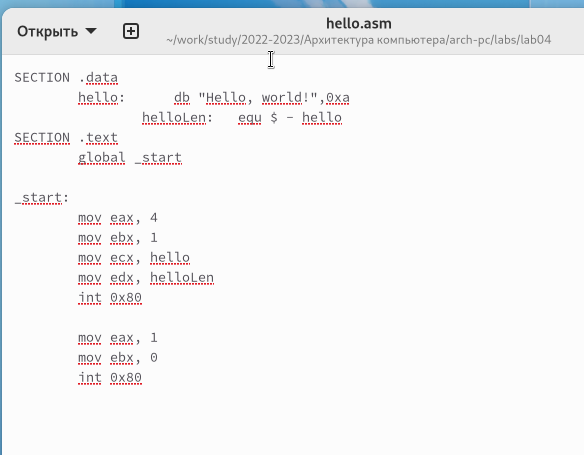 Открыть
hello.asm
~/work/study/2022-2023/Архитектура компьютера/arch-pc/labs/lab04
SECTION .data
hello: db "Hello, world!",0xa
helloLen: equ $ - hello
SECTION .text
global _start
_start:
mov eax, 4
mov ebx, 1
mov ecx, hello
mov edx, helloLen
int 0x80
mov eax, 1
mov ebx, 0
int 0x80